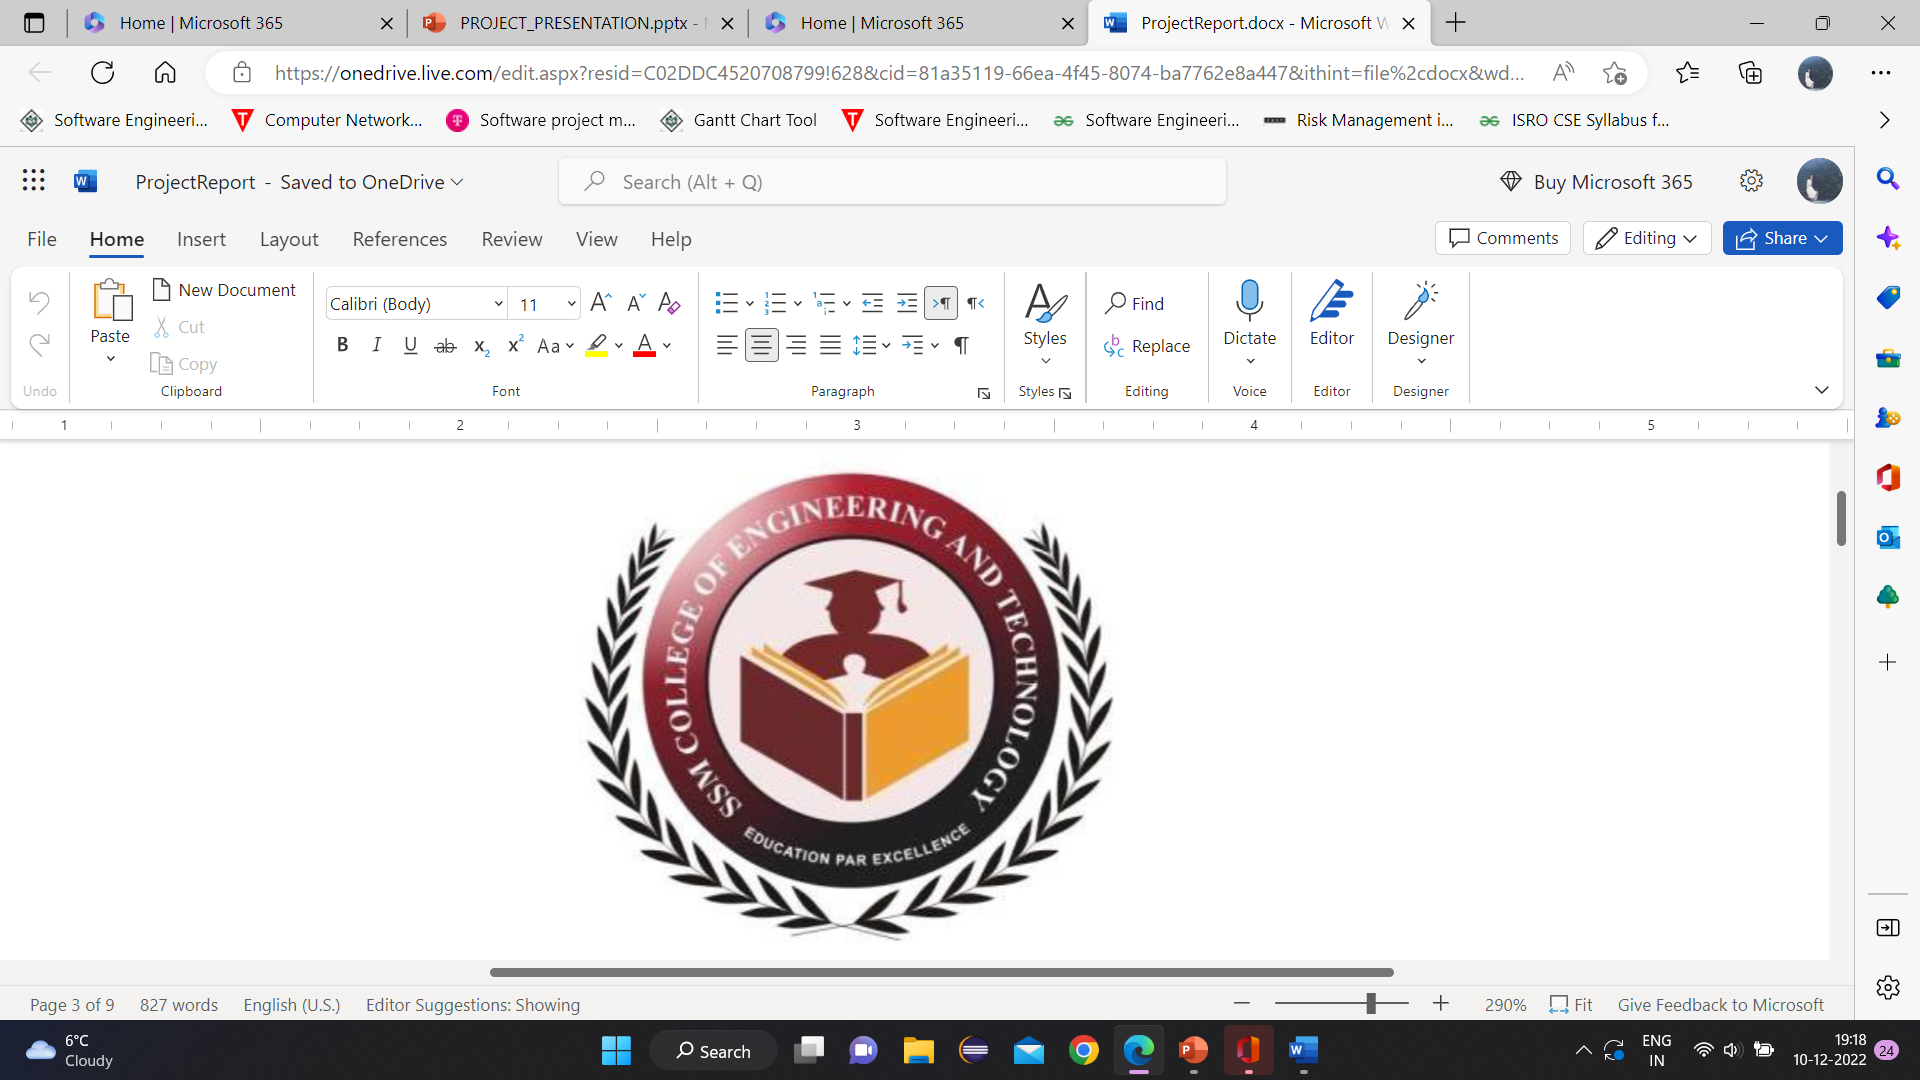 Home | Microsoft 365
PROJECT_PRESENTATION.pptx -
Home | Microsoft 365
ProjectReport.docx - Microsoft W
https://onedrive.live.com/edit.aspx?resid=C02DDC4520708799!628&cid=81a35119-66ea-4f45-8074-ba7762e8a447&ithint=file%2cdocx&wd...
Software Engineeri...
Computer Network...
Software project m...
Gantt Chart Tool
Software Engineeri...
Software Engineeri...
Risk Management i...
ISRO CSE Syllabus f...
ProjectReport - Saved to OneDrive
Search (Alt + Q)
Buy Microsoft 365
File Home Insert Layout References Review View Help
Comments
Editing
Share
Paste
New Document
Cut
Copy
Calibri (Body)
11
Styles
Find
Replace
Dictate
Editor
Designer
Undo
Clipboard
Font
Paragraph
Styles
Editing
Voice
Editor
Designer
1 2 3 4 5
SSM COLLEGE OF ENGINEERING AND TECHNOLOGY
EDUCATION PAR EXCELLENCE
Page 3 of 9
827 words
English (U.S.)
Editor Suggestions: Showing
290%
Fit
Give Feedback to Microsoft
6°C
Cloudy
Search
ENG
IN
19:18
10-12-2022
24